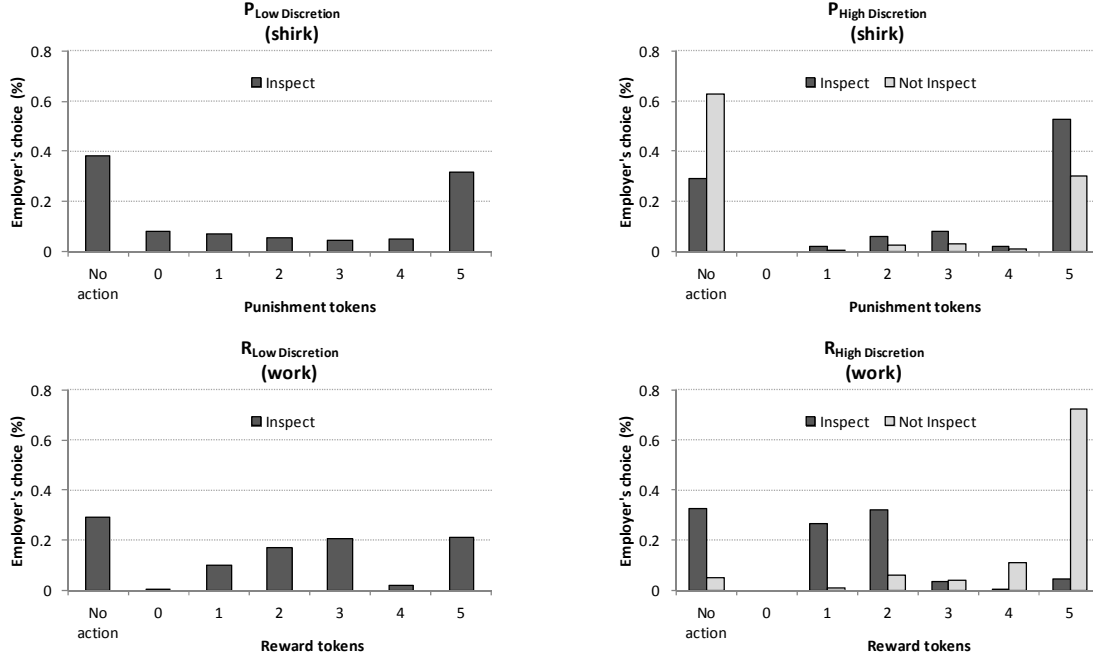 P Low Discretion
(shirk)
Employer's choice (%)
0.8
0.6
0.4
0.2
0
Inspect
No action 0 1 2 3 4 5
Punishment tokens
P High Discretion
(shirk)
Employer's choice (%)
0.8
0.6
0.4
0.2
0
Inspect Not Inspect
No action 0 1 2 3 4 5
Punishment tokens
R Low Discretion
(work)
Employer's choice (%)
0.8
0.6
0.4
0.2
0
Inspect
No action 0 1 2 3 4 5
Reward tokens
R High Discretion
(work)
Employer's choice (%)
0.8
0.6
0.4
0.2
0
Inspect Not Inspect
No action 0 1 2 3 4 5
Reward tokens